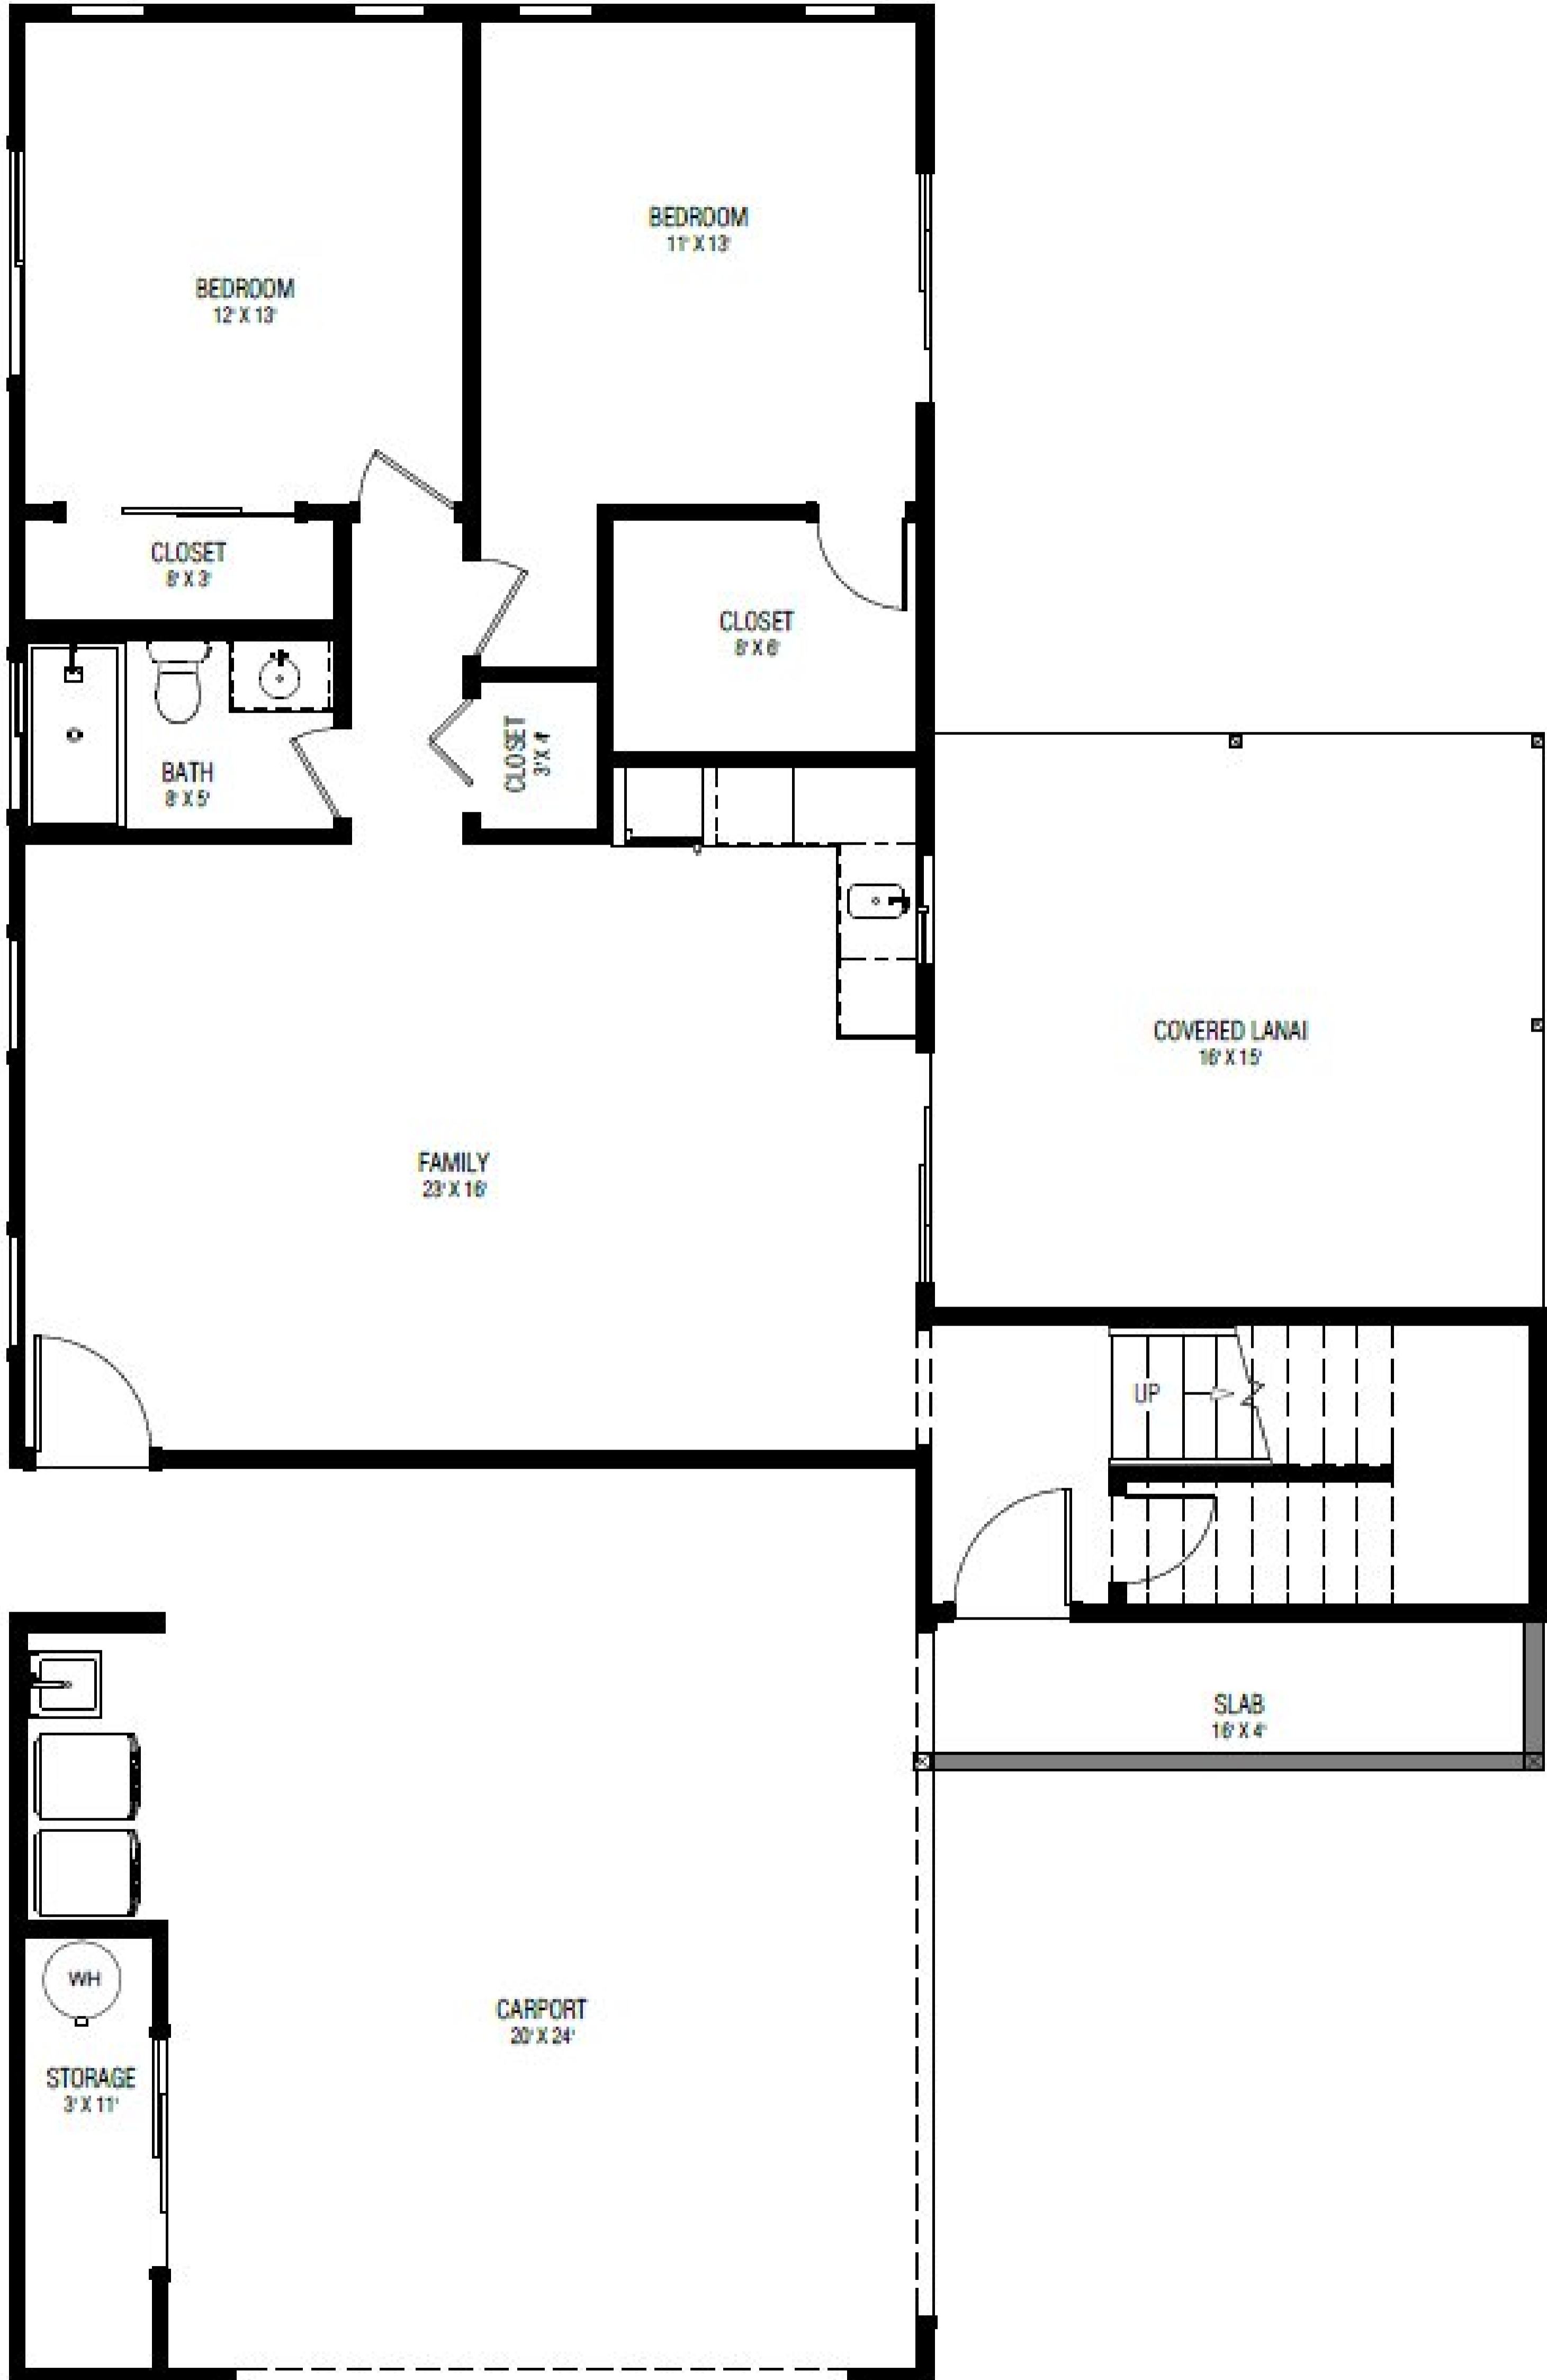 BEDROOM
11' X 13'
BEDROOM
12' X 13'
CLOSET
8' X 3'
CLOSET
8' X 6'
CLOSET
3' X 4'
BATH
8' X 5'
COVERED LANAI
16' X 15'
FAMILY
23' X 16'
UP
SLAB
16' X 4'
WH
CARPORT
20' X 24'
STORAGE
3' X 11'